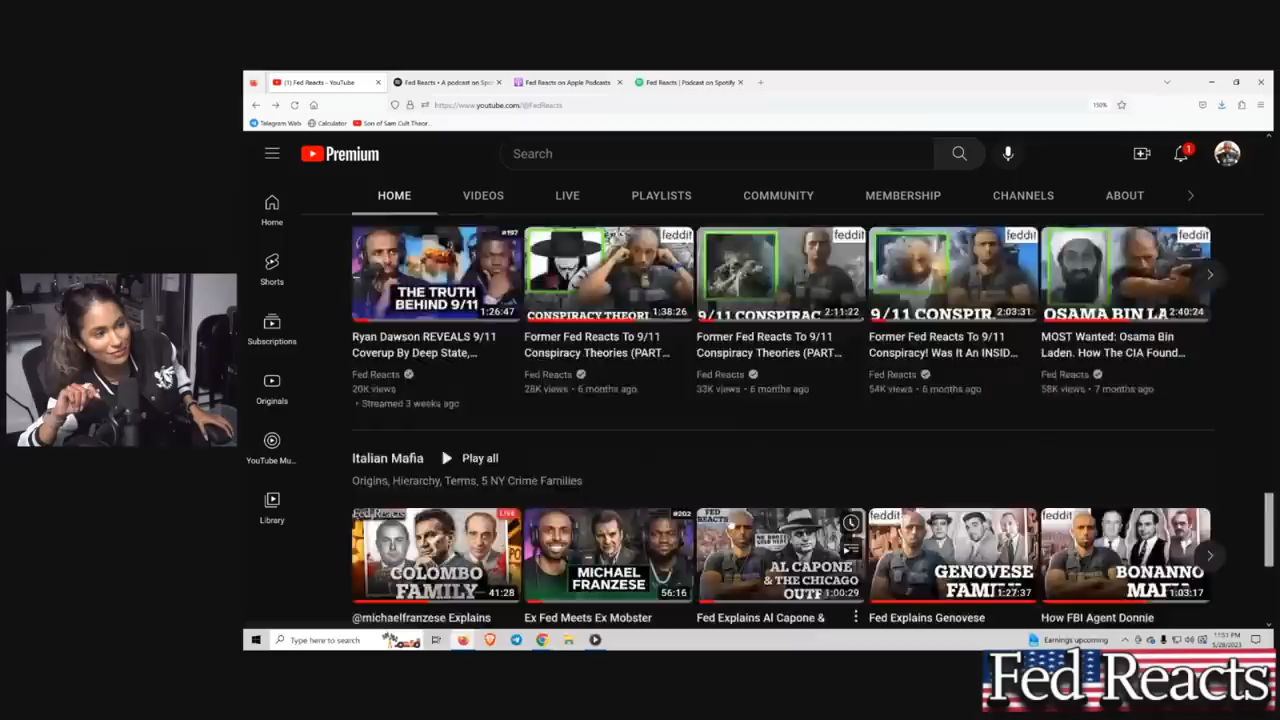 (1) Fed Reacts - YouTube
Fed Reacts • A podcast on Spo
Fed Reacts on Apple Podcasts
Fed Reacts | Podcast on Spotify
https://www.youtube.com/@FedReacts
150%
Telegram Web
Calculator
Son of Sam Cult Theor...
Premium
Search
1
HOME
VIDEOS
LIVE
PLAYLISTS
COMMUNITY
MEMBERSHIP
CHANNELS
ABOUT
Home
Shorts
Subscriptions
Originals
YouTube Mu...
Library
#197
THE TRUTH
BEHIND 9/11
1:26:47
feddit
CONSPIRACY THEORI
1:38:26
feddit
9/11 CONSPIRAC
2:11:22
feddit
9/11 CONSPIR
2:03:31
feddit
OSAMA BIN LA
2:40:24
Ryan Dawson REVEALS 9/11
Coverup By Deep State,...
Fed Reacts
20K views
• Streamed 3 weeks ago
Former Fed Reacts To 9/11
Conspiracy Theories (PART...
Fed Reacts
28K views • 6 months ago
Former Fed Reacts To 9/11
Conspiracy Theories (PART...
Fed Reacts
33K views • 6 months ago
Former Fed Reacts To 9/11
Conspiracy! Was It An INSID...
Fed Reacts
54K views • 6 months ago
MOST Wanted: Osama Bin
Laden. How The CIA Found...
Fed Reacts
58K views • 7 months ago
Italian Mafia
Play all
Origins, Hierarchy, Terms, 5 NY Crime Families
Fed Reacts
LIVE
COLOMBO
FAMILY
41:28
#202
MICHAEL
FRANZESE
56:16
FED
REACTS
AL CAPONE
& THE CHICAGO
OUTF
1:00:29
feddit
GENOVESE
FAMI
1:27:37
feddit
BONANNO
MA
1:03:17
@michaelfranzese Explains
Ex Fed Meets Ex Mobster
Fed Explains Al Capone &
Fed Explains Genovese
How FBI Agent Donnie
Type here to search
Earnings upcoming
11:51 PM
5/28/2023
Fed Reacts